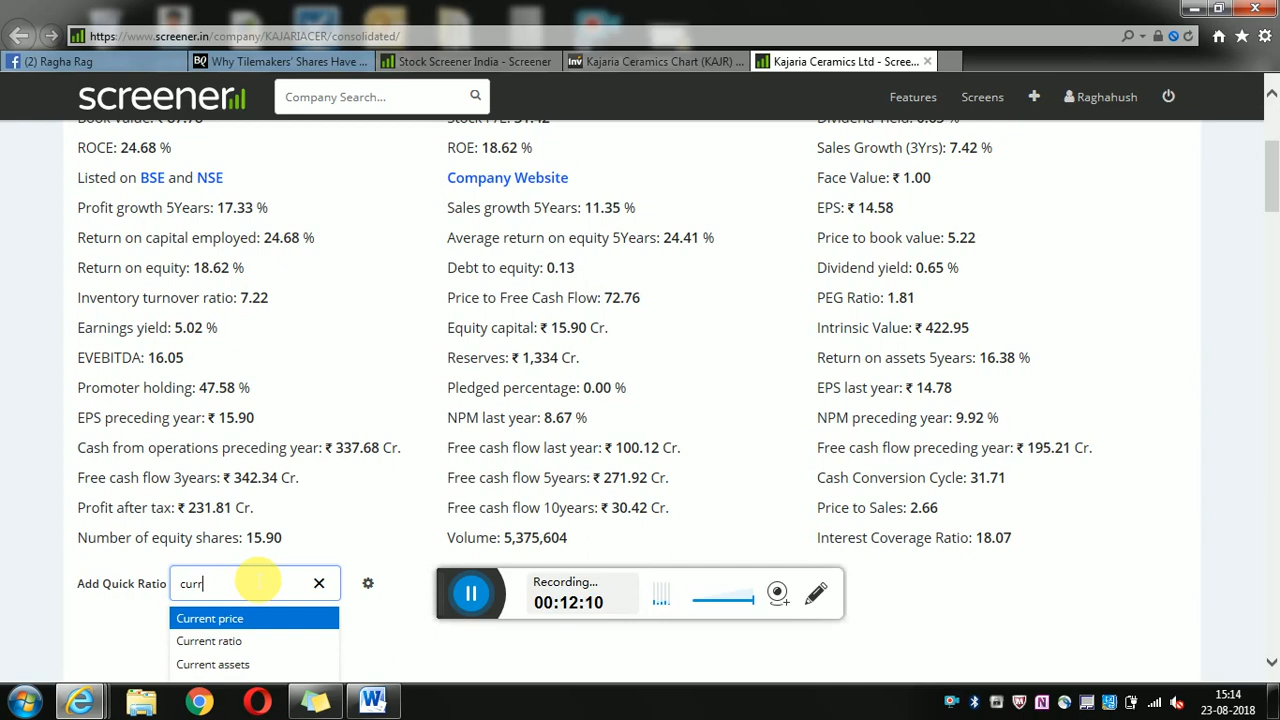 https://www.screener.in/company/KAJARIACER/consolidated/
(2) Ragha Rag
BQ Why Tilemakers' Shares Have ...
Stock Screener India - Screener
Inv Kajaria Ceramics Chart (KAJR) ...
Kajaria Ceramics Ltd - Scree...
screener
Company Search...
Features
Screens
Raghahush
ROCE: 24.68 %
ROE: 18.62 %
Sales Growth (3Yrs): 7.42 %
Listed on BSE and NSE
Company Website
Face Value: ₹ 1.00
Profit growth 5Years: 17.33 %
Sales growth 5Years: 11.35 %
EPS: ₹ 14.58
Return on capital employed: 24.68 %
Average return on equity 5Years: 24.41 %
Price to book value: 5.22
Return on equity: 18.62 %
Debt to equity: 0.13
Dividend yield: 0.65 %
Inventory turnover ratio: 7.22
Price to Free Cash Flow: 72.76
PEG Ratio: 1.81
Earnings yield: 5.02 %
Equity capital: ₹ 15.90 Cr.
Intrinsic Value: ₹ 422.95
EVEBITDA: 16.05
Reserves: ₹ 1,334 Cr.
Return on assets 5years: 16.38 %
Promoter holding: 47.58 %
Pledged percentage: 0.00 %
EPS last year: ₹ 14.78
EPS preceding year: ₹ 15.90
NPM last year: 8.67 %
NPM preceding year: 9.92 %
Cash from operations preceding year: ₹ 337.68 Cr.
Free cash flow last year: ₹ 100.12 Cr.
Free cash flow preceding year: ₹ 195.21 Cr.
Free cash flow 3years: ₹ 342.34 Cr.
Free cash flow 5years: ₹ 271.92 Cr.
Cash Conversion Cycle: 31.71
Profit after tax: ₹ 231.81 Cr.
Free cash flow 10years: ₹ 30.42 Cr.
Price to Sales: 2.66
Number of equity shares: 15.90
Volume: 5,375,604
Interest Coverage Ratio: 18.07
Add Quick Ratio
curr
Current price
Current ratio
Current assets
Recording...
00:12:10
15:14
23-08-2018